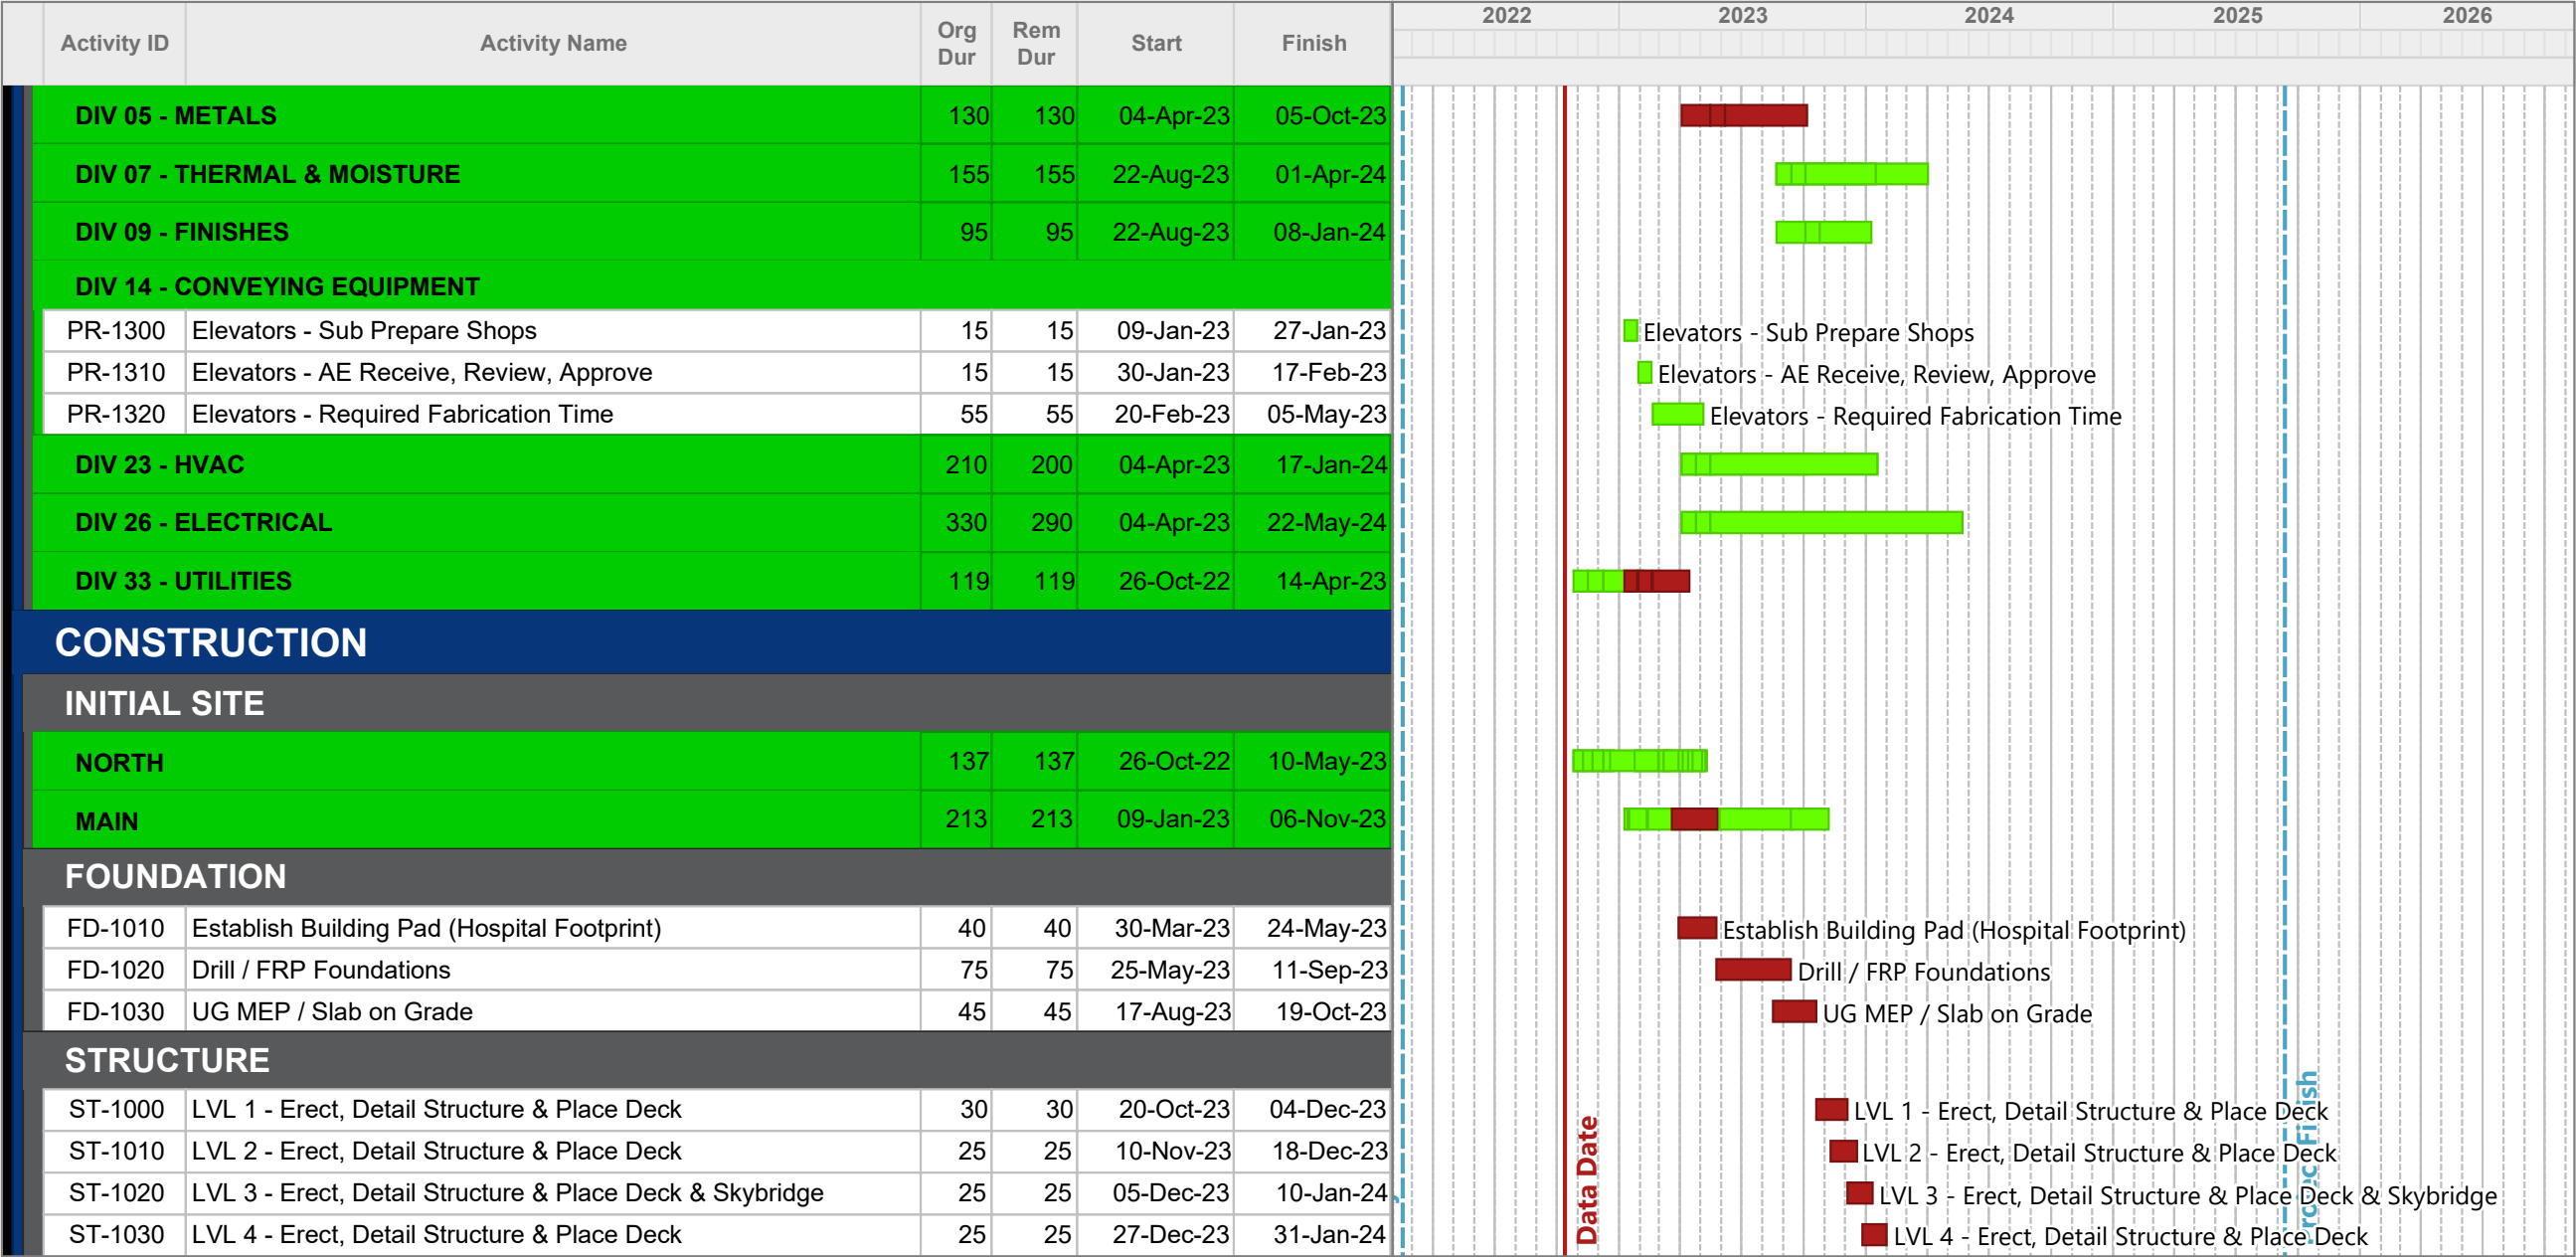 2022 2023 2024 2025 2026
Activity ID Activity Name Org Dur Rem Dur Start Finish
DIV 05 - METALS 130 130 04-Apr-23 05-Oct-23
DIV 07 - THERMAL & MOISTURE 155 155 22-Aug-23 01-Apr-24
DIV 09 - FINISHES 95 95 22-Aug-23 08-Jan-24
DIV 14 - CONVEYING EQUIPMENT
PR-1300 Elevators - Sub Prepare Shops 15 15 09-Jan-23 27-Jan-23 Elevators - Sub Prepare Shops
PR-1310 Elevators - AE Receive, Review, Approve 15 15 30-Jan-23 17-Feb-23 Elevators - AE Receive, Review, Approve
PR-1320 Elevators - Required Fabrication Time 55 55 20-Feb-23 05-May-23 Elevators - Required Fabrication Time
DIV 23 - HVAC 210 200 04-Apr-23 17-Jan-24
DIV 26 - ELECTRICAL 330 290 04-Apr-23 22-May-24
DIV 33 - UTILITIES 119 119 26-Oct-22 14-Apr-23
CONSTRUCTION
INITIAL SITE
NORTH 137 137 26-Oct-22 10-May-23
MAIN 213 213 09-Jan-23 06-Nov-23
FOUNDATION
FD-1010 Establish Building Pad (Hospital Footprint) 40 40 30-Mar-23 24-May-23 Establish Building Pad (Hospital Footprint)
FD-1020 Drill / FRP Foundations 75 75 25-May-23 11-Sep-23 Drill / FRP Foundations
FD-1030 UG MEP / Slab on Grade 45 45 17-Aug-23 19-Oct-23 UG MEP / Slab on Grade
STRUCTURE
ST-1000 LVL 1 - Erect, Detail Structure & Place Deck 30 30 20-Oct-23 04-Dec-23 LVL 1 - Erect, Detail Structure & Place Deck
ST-1010 LVL 2 - Erect, Detail Structure & Place Deck 25 25 10-Nov-23 18-Dec-23 LVL 2 - Erect, Detail Structure & Place Deck
ST-1020 LVL 3 - Erect, Detail Structure & Place Deck & Skybridge 25 25 05-Dec-23 10-Jan-24 LVL 3 - Erect, Detail Structure & Place Deck & Skybridge
ST-1030 LVL 4 - Erect, Detail Structure & Place Deck 25 25 27-Dec-23 31-Jan-24 LVL 4 - Erect, Detail Structure & Place Deck
Data Date
Finish